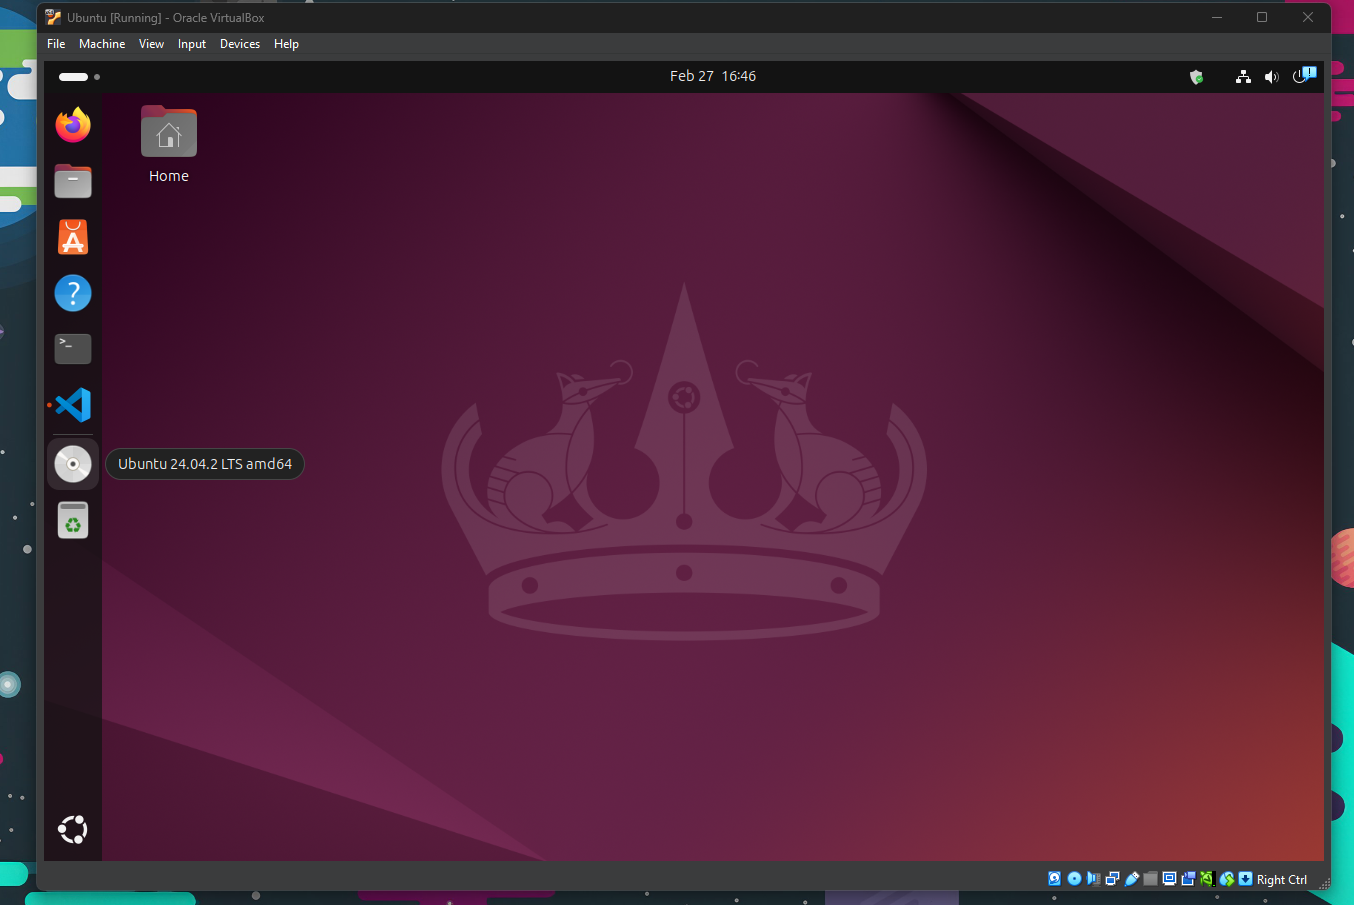 Ubuntu [Running] - Oracle VirtualBox
File Machine View Input Devices Help
Feb 27 16:46
Home
>_
?
Ubuntu 24.04.2 LTS amd64
Right Ctrl